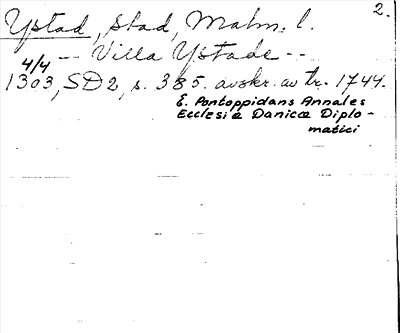 Ystad, stad, Malm. l. 2.
-- Villa Ystade --
4/4
1303, SD2, s. 385. avskr. av tr. 1744.
E. Pontoppidans Annales
Ecclesiæ Danicæ Diplo-
matici